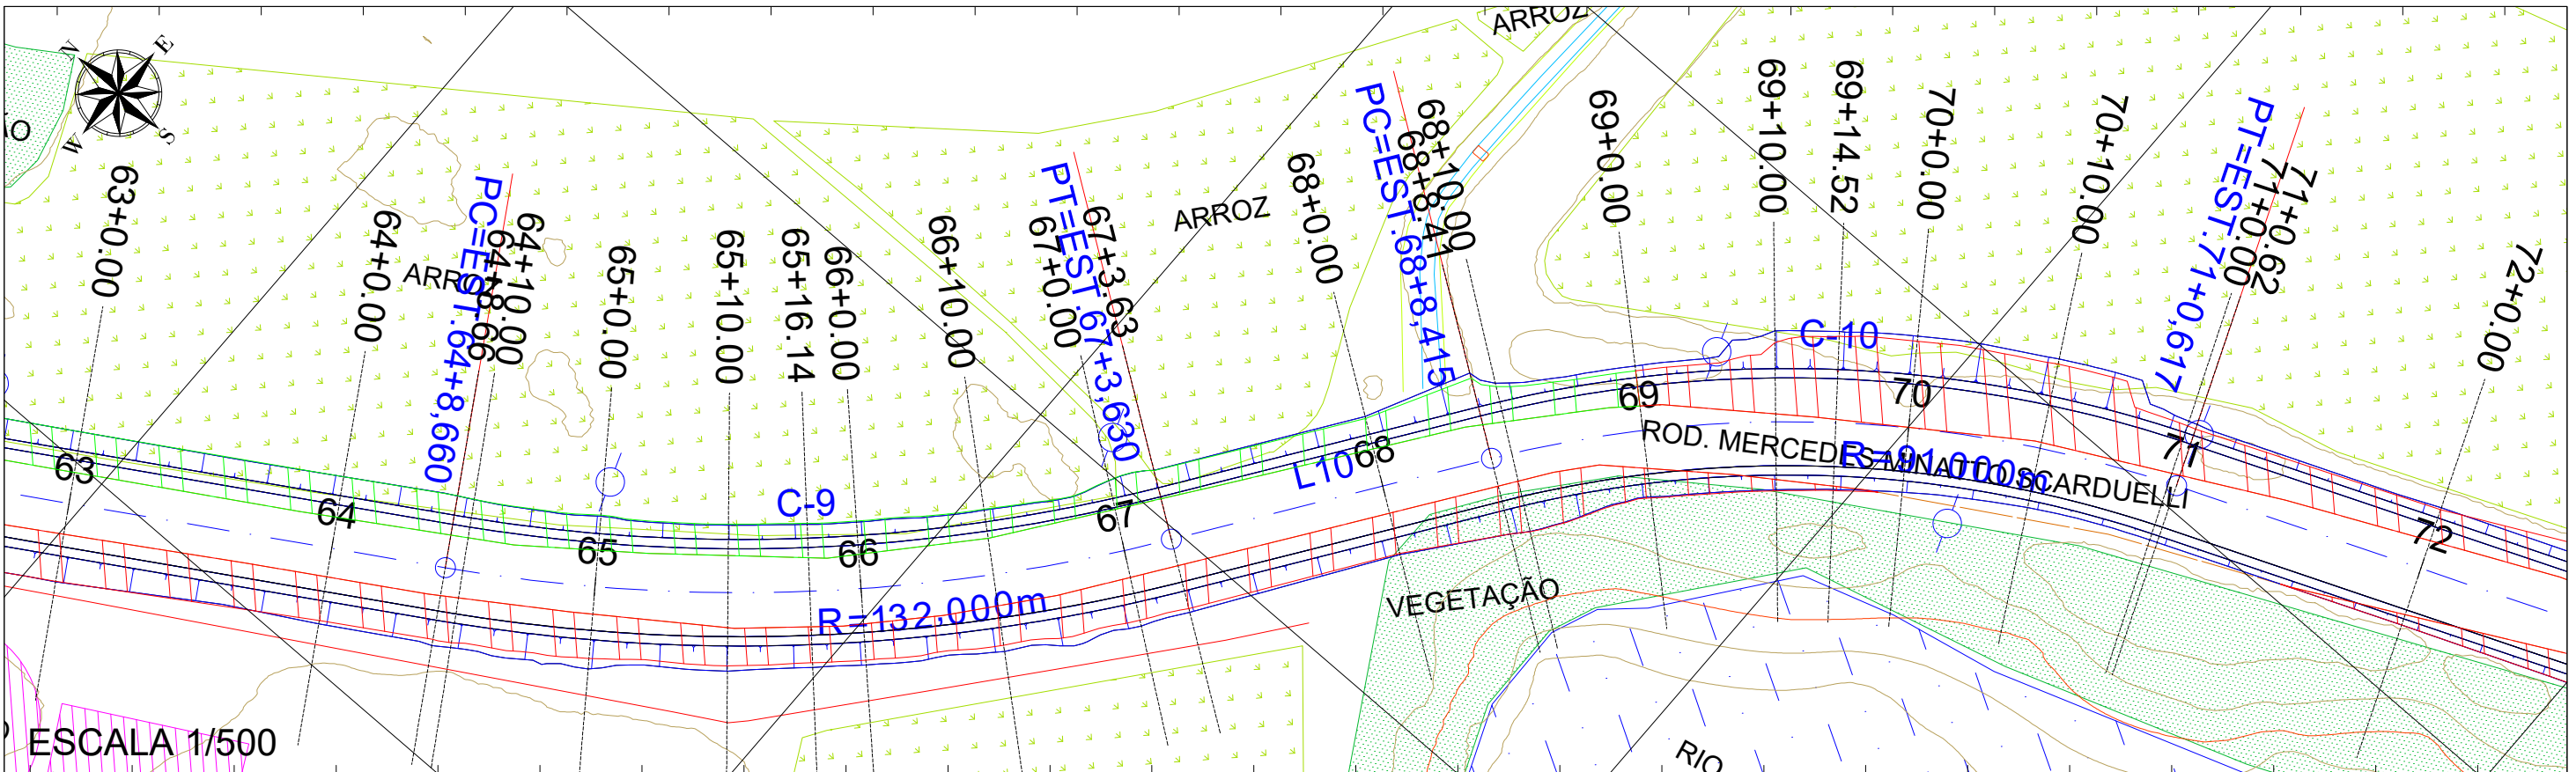 ARROZ
N
E
W
S
63+0.00
64+0.00
PC=EST.64+8,660
64+8.66
64+10.00
ARROZ
65+0.00
65+10.00
65+16.14
66+0.00
66+10.00
67+0.00
PT=EST.67+3,630
67+3.63
ARROZ
68+0.00
PC=EST.68+8,415
68+8.41
68+10.00
69+0.00
69+10.00
69+14.52
70+0.00
70+10.00
PT=EST.71+0,617
71+0.00
71+0.62
72+0.00
C-10
63
64
65
C-9
66
67
L10
68
69
70
71
72
ROD. MERCEDES MINATTO SCARDUELLI
R=91,000m
R=132,000m
VEGETAÇÃO
RIO
ESCALA 1/500